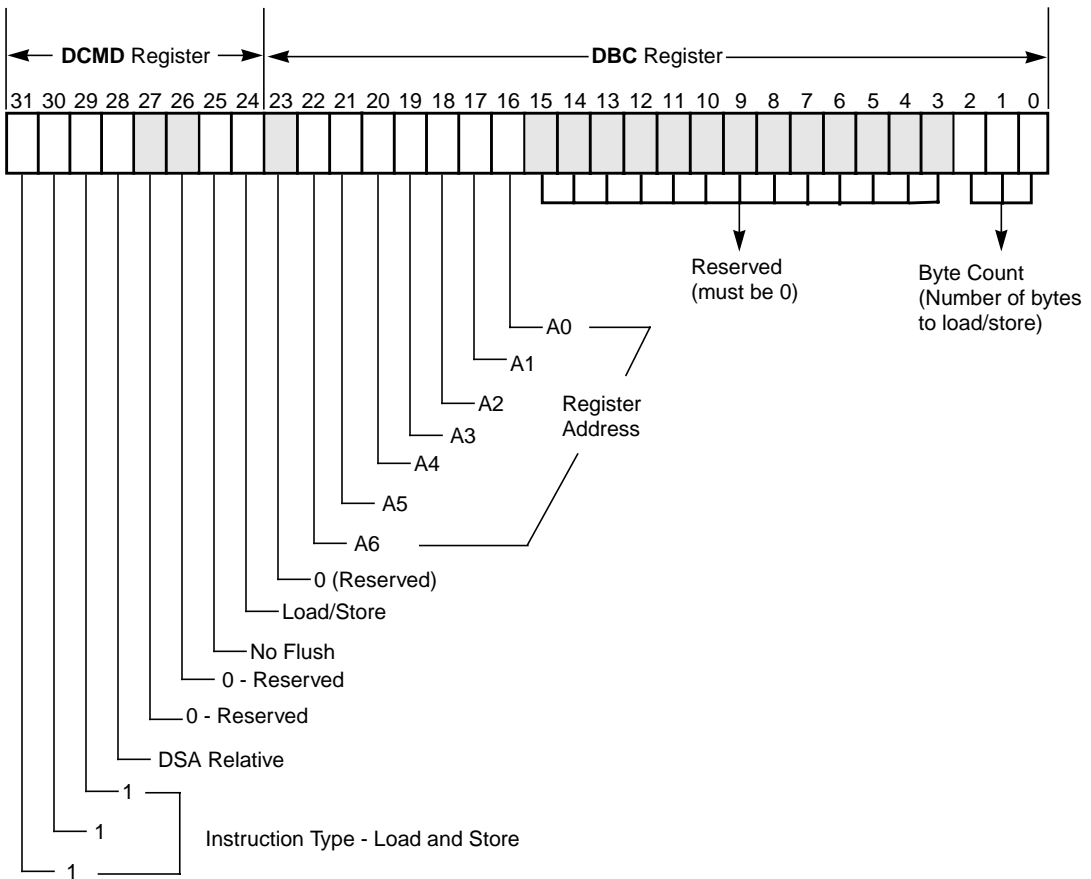 DCMD Register
DBC Register
31 30 29 28 27 26 25 24 23 22 21 20 19 18 17 16 15 14 13 12 11 10 9 8 7 6 5 4 3 2 1 0
Reserved
(must be 0)
Byte Count
(Number of bytes
to load/store)
A0
A1
A2
A3
A4
A5
A6
Register
Address
0 (Reserved)
Load/Store
No Flush
0 - Reserved
0 - Reserved
DSA Relative
1
1
1
Instruction Type - Load and Store